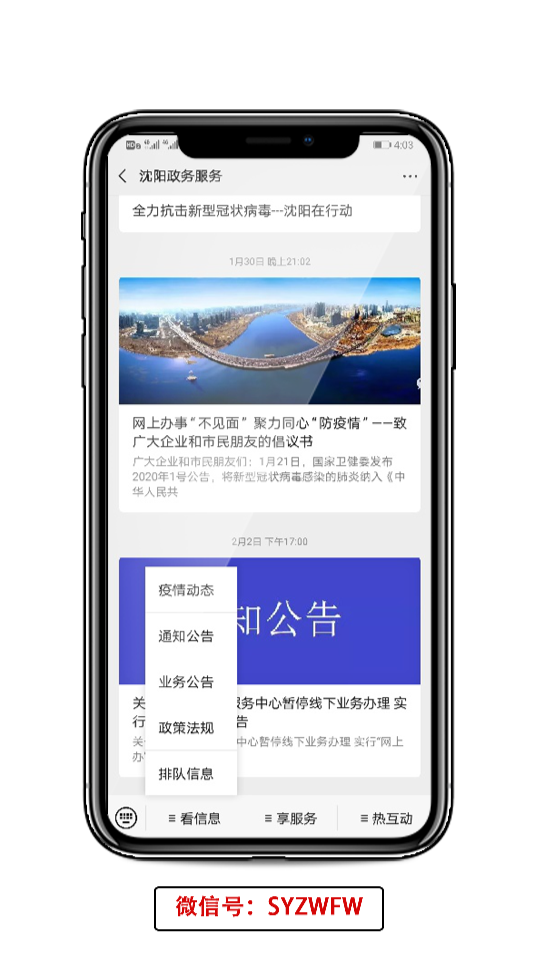 4:03
沈阳政务服务
全力抗击新型冠状病毒---沈阳在行动
1月30日 晚上21:02
网上办事“不见面” 聚力同心“防疫情” ——致
广大企业和市民朋友的倡议书
广大企业和市民朋友们：1月21日，国家卫健委发布
2020年1号公告，将新型冠状病毒感染的肺炎纳入《中
华人民共
2月2日 下午17:00
知公告
关
服务中心暂停线下业务办理 实
行
告
关
中心暂停线下业务办理 实行“网上
办
疫情动态
通知公告
业务公告
政策法规
排队信息
看信息
享服务
热互动
微信号：SYZWFW